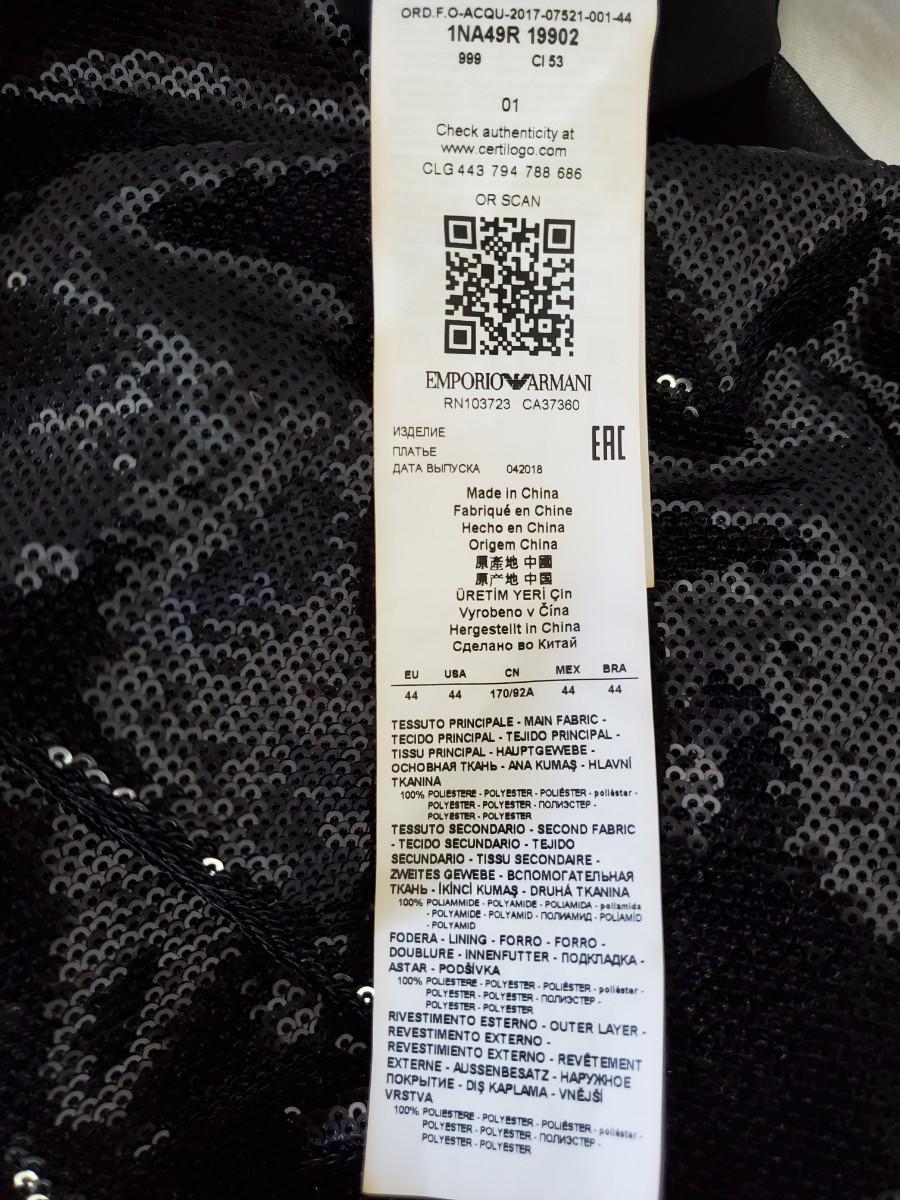 ORD.F.O-ACQU-2017-07521-001-44
1NA49R 19902
999 CI 53
01
Check authenticity at
www.certilogo.com
CLG 443 794 788 686
OR SCAN
EMPORIO ARMANI
RN103723 CA37360
ИЗДЕЛИЕ
ПЛАТЬЕ
ДАТА ВЫПУСКА 042018
EAC
Made in China
Fabriqué en Chine
Hecho en China
Origem China
原產地 中國
原产地 中国
ÜRETİM YERİ Çin
Vyrobeno v Čína
Hergestellt in China
Сделано во Китай
EU USA CN MEX BRA
44 44 170/92A 44 44
TESSUTO PRINCIPALE - MAIN FABRIC -
TECIDO PRINCIPAL - TEJIDO PRINCIPAL -
TISSU PRINCIPAL - HAUPTGEWEBE -
ОСНОВНАЯ ТКАНЬ - ANA KUMAŞ - HLAVNÍ
TKANINA
100% POLIESTERE - POLYESTER - POLIÉSTER - poliéster -
POLYESTER - POLYESTER - ПОЛИЭСТЕР -
POLYESTER - POLYESTER
TESSUTO SECONDARIO - SECOND FABRIC
- TECIDO SECUNDARIO - TEJIDO
SECUNDARIO - TISSU SECONDAIRE -
ZWEITES GEWEBE - ВСПОМОГАТЕЛЬНАЯ
ТКАНЬ - İKİNCİ KUMAŞ - DRUHÁ TKANINA
100% POLIAMMIDE - POLYAMIDE - POLIAMIDA - poliamida
- POLYAMIDE - POLYAMID - ПОЛИАМИД - POLİAMİD
- POLYAMID
FODERA - LINING - FORRO - FORRO -
DOUBLURE - INNENFUTTER - ПОДКЛАДКА -
ASTAR - PODŠÍVKA
100% POLIESTERE - POLYESTER - POLIÉSTER - poliéster -
POLYESTER - POLYESTER - ПОЛИЭСТЕР -
POLYESTER - POLYESTER
RIVESTIMENTO ESTERNO - OUTER LAYER -
REVESTIMENTO EXTERNO -
REVESTIMIENTO EXTERNO - REVÊTEMENT
EXTERNE - AUSSENBESATZ - НАРУЖНОЕ
ПОКРЫТИЕ - DIŞ KAPLAMA - VNĚJŠÍ
VRSTVA
100% POLIESTERE - POLYESTER - POLIÉSTER - poliéster -
POLYESTER - POLYESTER - ПОЛИЭСТЕР -
POLYESTER - POLYESTER